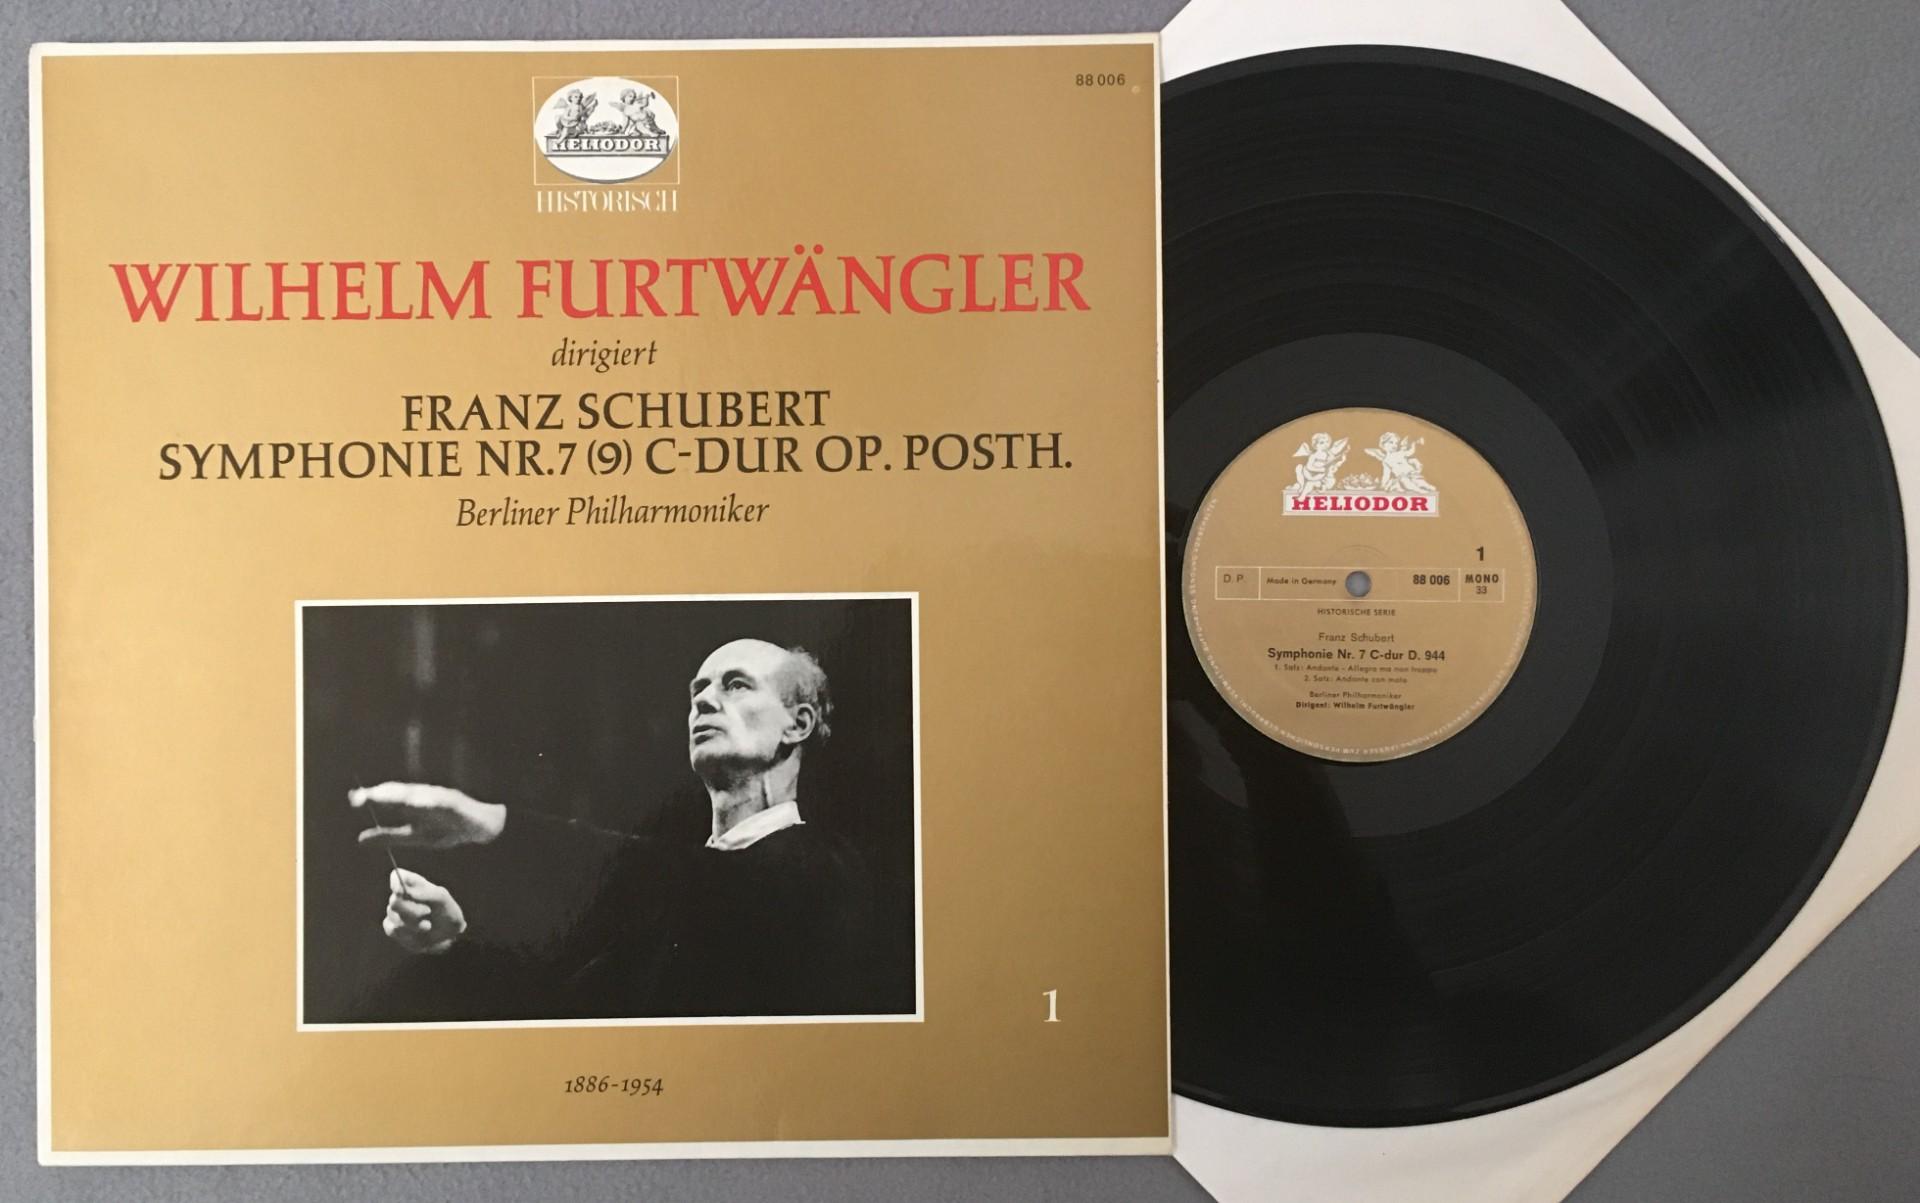 88 006
HELIODOR
HISTORISCH
WILHELM FURTWÄNGLER
dirigiert
FRANZ SCHUBERT
SYMPHONIE NR.7 (9) C-DUR OP. POSTH.
Berliner Philharmoniker
1
1886-1954
HELIODOR
1
D. P. Made in Germany 88 006 MONO
33
HISTORISCHE SERIE
Franz Schubert
Symphonie Nr. 7 C-dur D. 944
1. Satz: Andante - Allegro ma non troppo
2. Satz: Andante con moto
Berliner Philharmoniker
Dirigent: Wilhelm Furtwängler